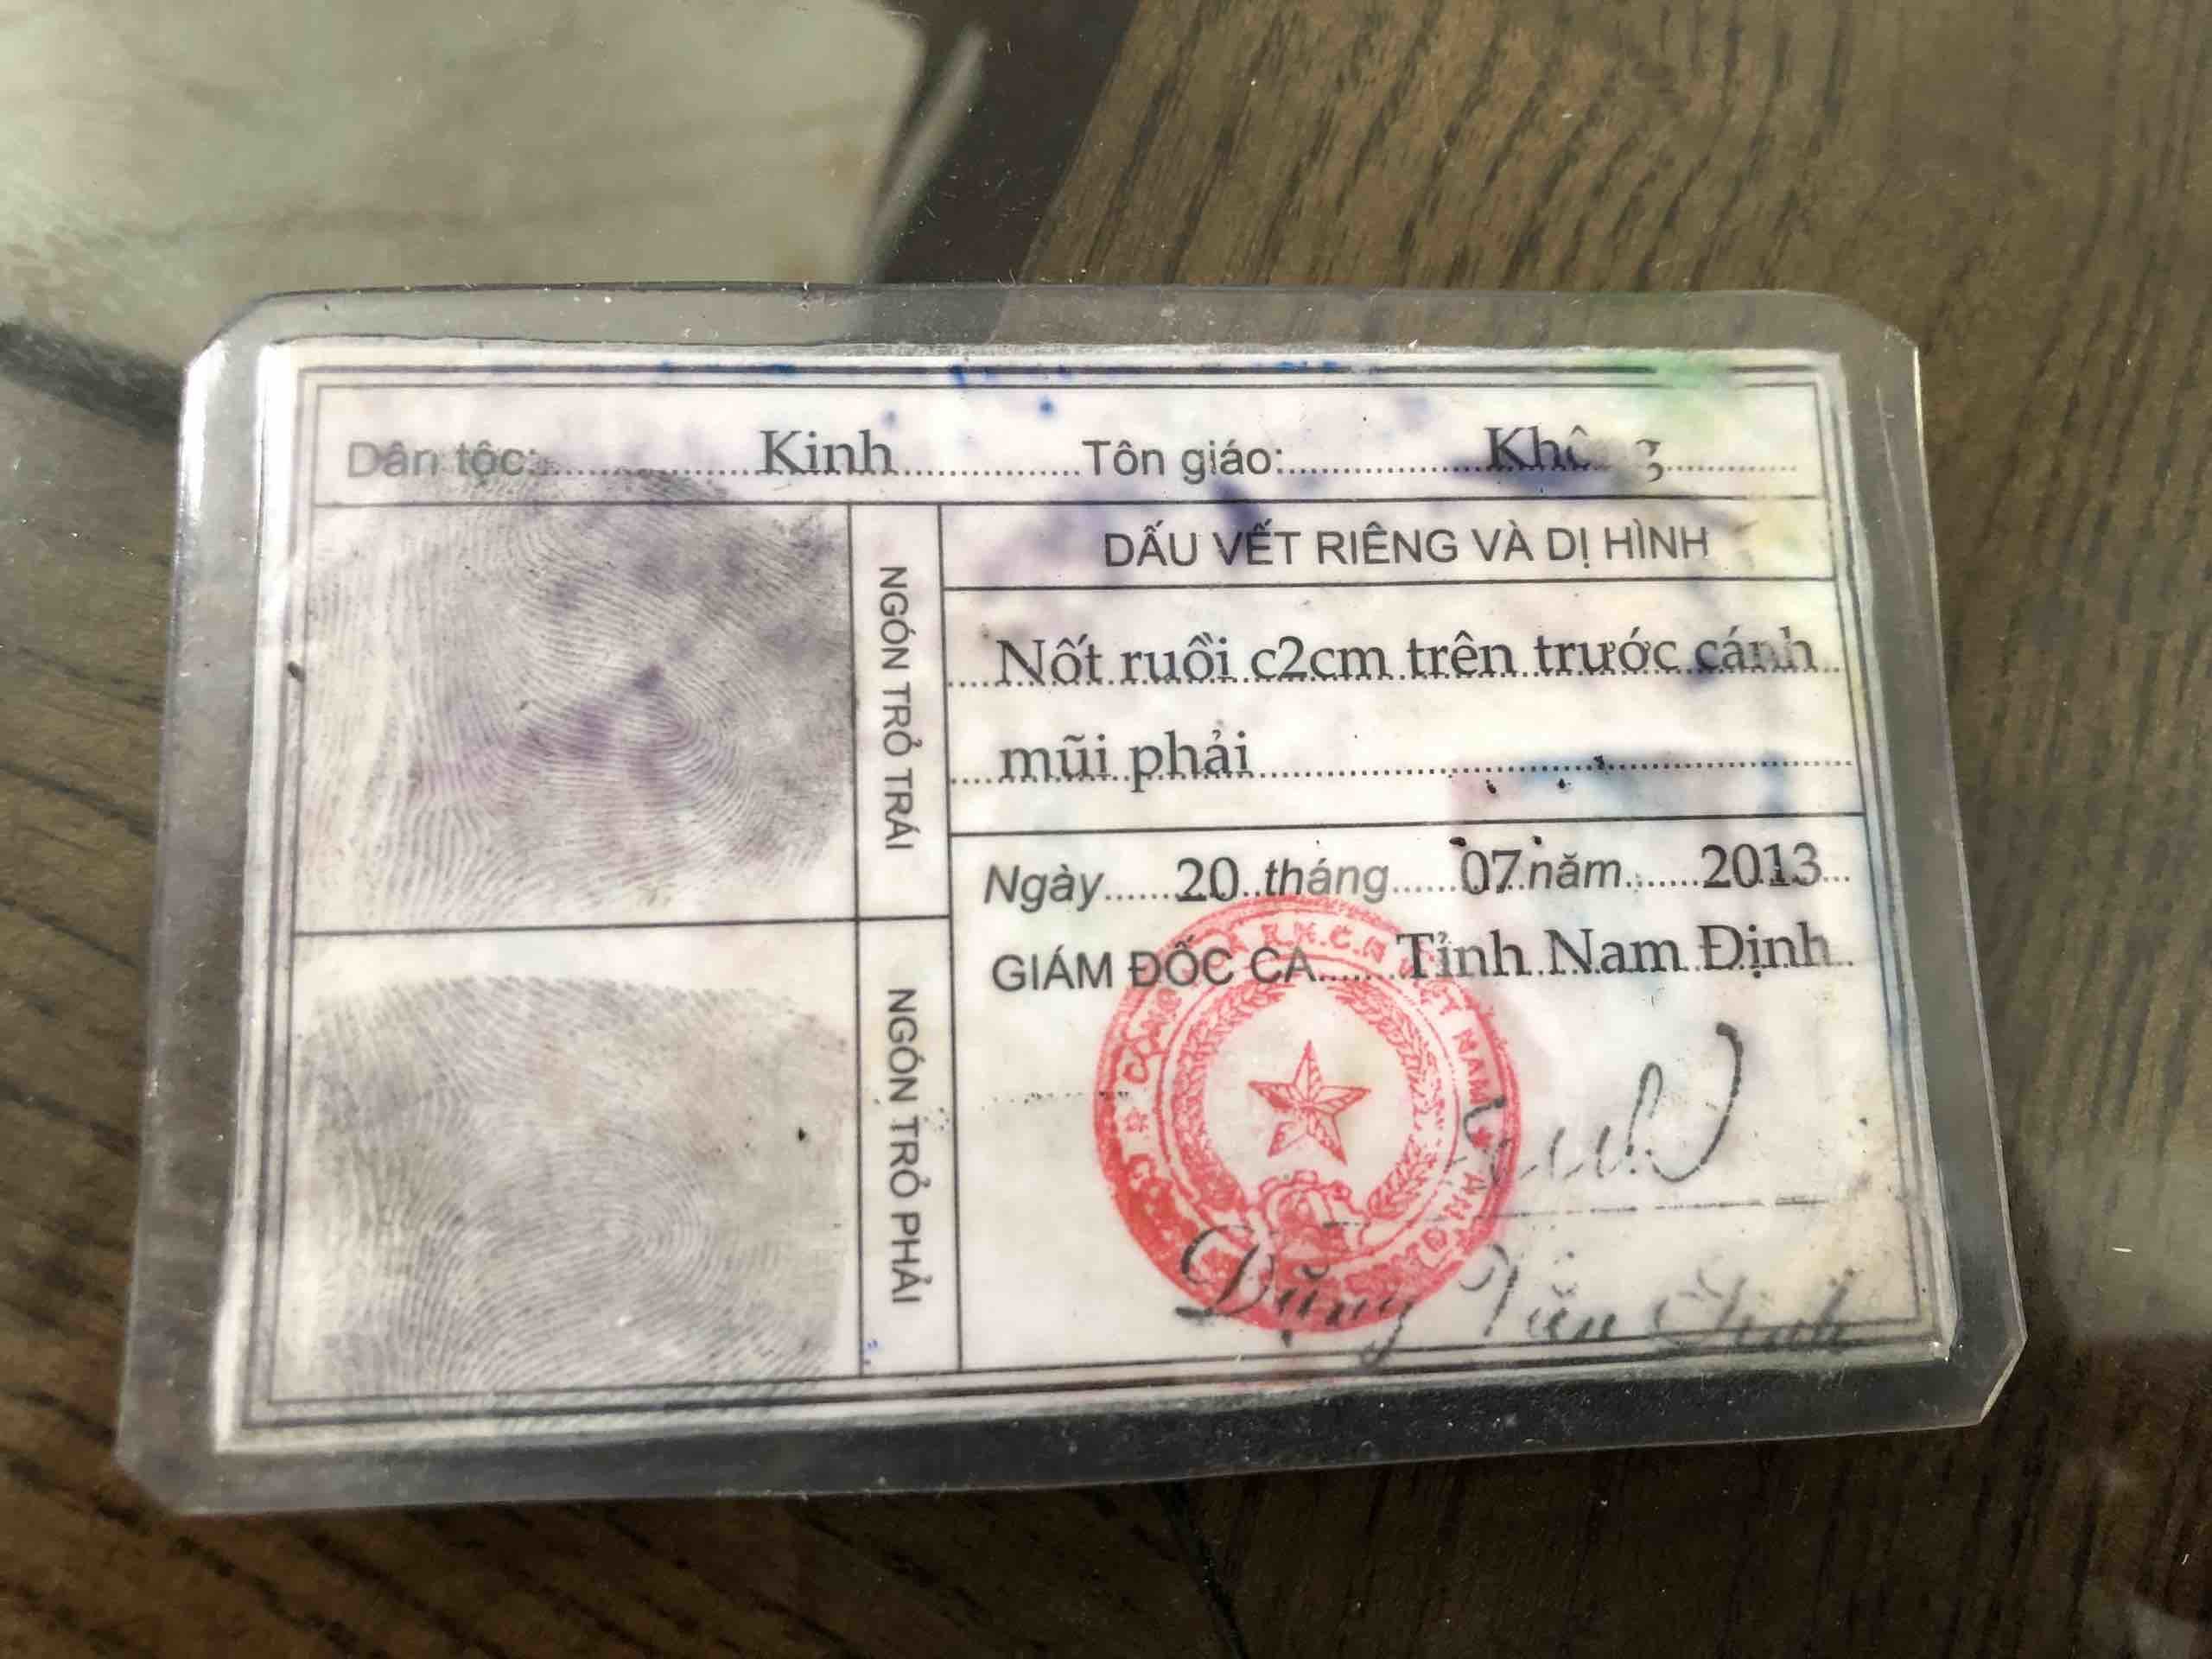 Dân tộc: Kinh Tôn giáo: Không
NGÓN TRỎ TRÁI
DẤU VẾT RIÊNG VÀ DỊ HÌNH
Nốt ruồi c2cm trên trước cánh
mũi phải
Ngày 20 tháng 07 năm 2013
GIÁM ĐỐC CA Tỉnh Nam Định
NGÓN TRỎ PHẢI